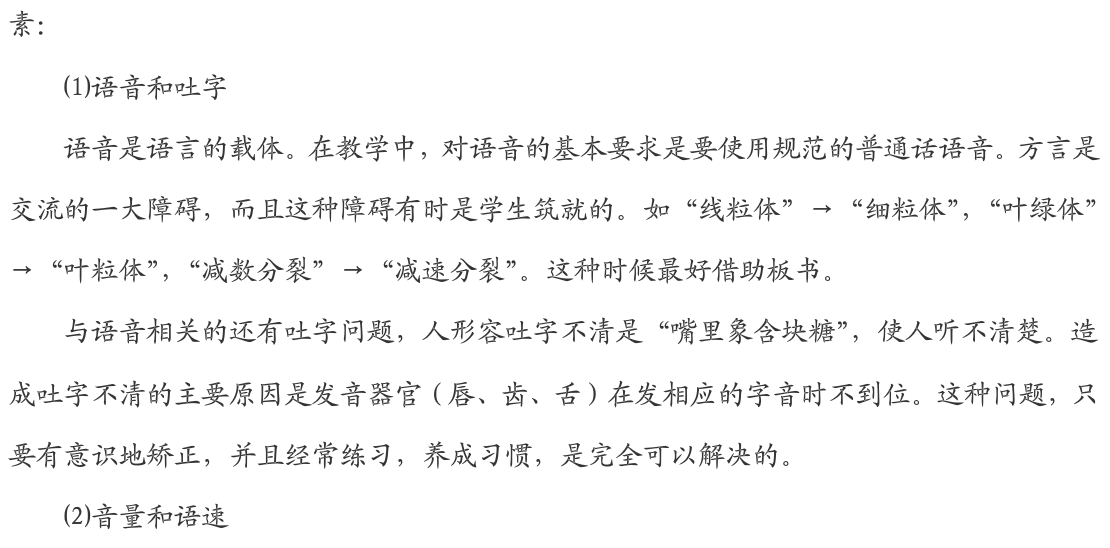 素：
(1)语音和吐字
语音是语言的载体。在教学中，对语音的基本要求是要使用规范的普通话语音。方言是
交流的一大障碍，而且这种障碍有时是学生筑就的。如“线粒体”→“细粒体”，“叶绿体”
→“叶粒体”，“减数分裂”→“减速分裂”。这种时候最好借助板书。
与语音相关的还有吐字问题，人形容吐字不清是“嘴里象含块糖”，使人听不清楚。造
成吐字不清的主要原因是发音器官（唇、齿、舌）在发相应的字音时不到位。这种问题，只
要有意识地矫正，并且经常练习，养成习惯，是完全可以解决的。
(2)音量和语速